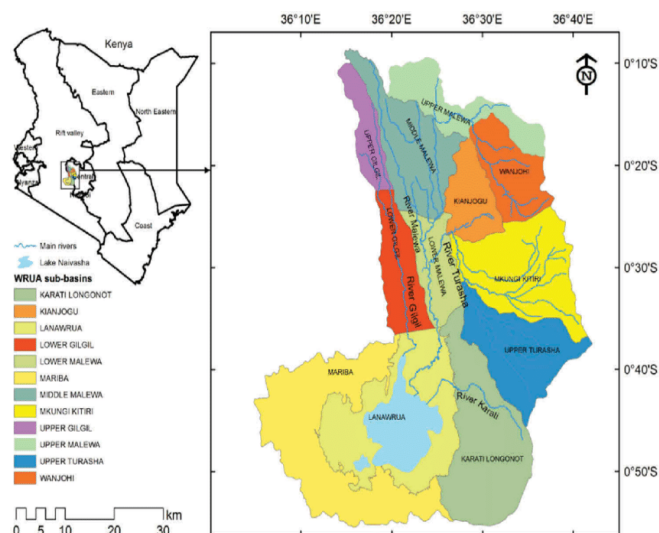 Kenya
Eastern
North Eastern
Rift valley
Western
Central
Nyanza
Coast
Main rivers
Lake Naivasha
WRUA sub-basins
KARATI LONGONOT
KIANJOGU
LANAWRUA
LOWER GILGIL
LOWER MALEWA
MARIBA
MIDDLE MALEWA
MKUNGI KITIRI
UPPER GILGIL
UPPER MALEWA
UPPER TURASHA
WANJOHI
km
0 10 20 30
36°10'E 36°20'E 36°30'E 36°40'E
0°10'S
0°20'S
0°30'S
0°40'S
0°50'S
N
UPPER MALEWA
MIDDLE MALEWA
UPPER GILGIL
WANJOHI
KIANJOGU
River Malewa
LOWER GILGIL
LOWER MALEWA
River Turasha
MKUNGI KITIRI
River Gilgil
UPPER TURASHA
MARIBA
LANAWRUA
River Karati
KARATI LONGONOT